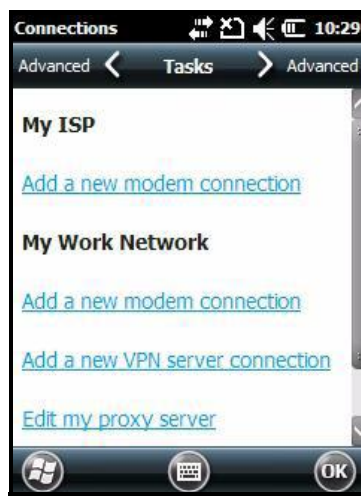 Connections 10:29
Advanced Tasks Advanced
My ISP
Add a new modem connection
My Work Network
Add a new modem connection
Add a new VPN server connection
Edit my proxy server
OK